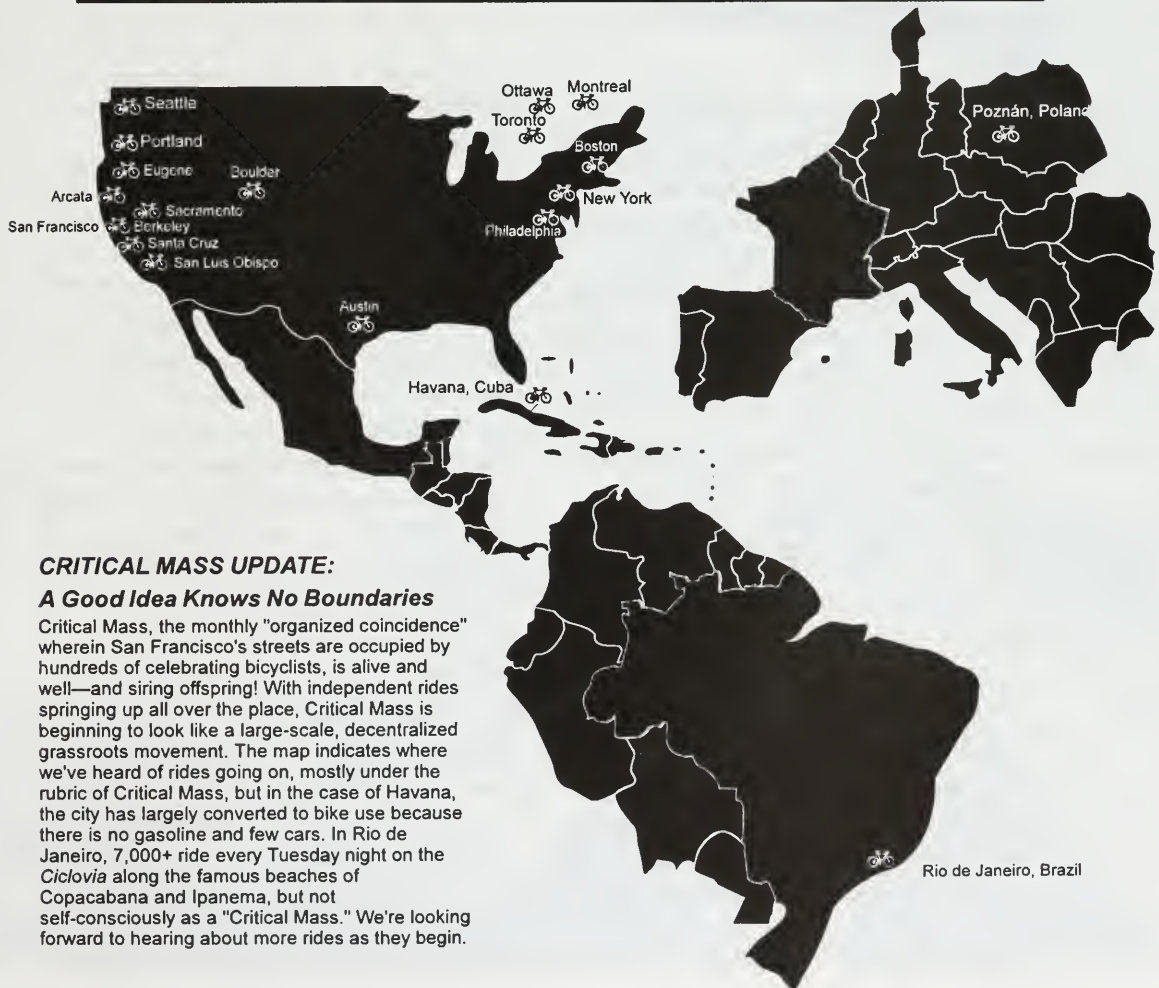 Seattle
Portland
Eugene
Boulder
Arcata
Sacramento
San Francisco
Berkeley
Santa Cruz
San Luis Obispo
Austin
Ottawa
Montreal
Toronto
Boston
New York
Philadelphia
Havana, Cuba
Poznán, Poland
Rio de Janeiro, Brazil
CRITICAL MASS UPDATE:
A Good Idea Knows No Boundaries
Critical Mass, the monthly "organized coincidence"
wherein San Francisco's streets are occupied by
hundreds of celebrating bicyclists, is alive and
well—and siring offspring! With independent rides
springing up all over the place, Critical Mass is
beginning to look like a large-scale, decentralized
grassroots movement. The map indicates where
we've heard of rides going on, mostly under the
rubric of Critical Mass, but in the case of Havana,
the city has largely converted to bike use because
there is no gasoline and few cars. In Rio de
Janeiro, 7,000+ ride every Tuesday night on the
Ciclovia along the famous beaches of
Copacabana and Ipanema, but not
self-consciously as a "Critical Mass." We're looking
forward to hearing about more rides as they begin.